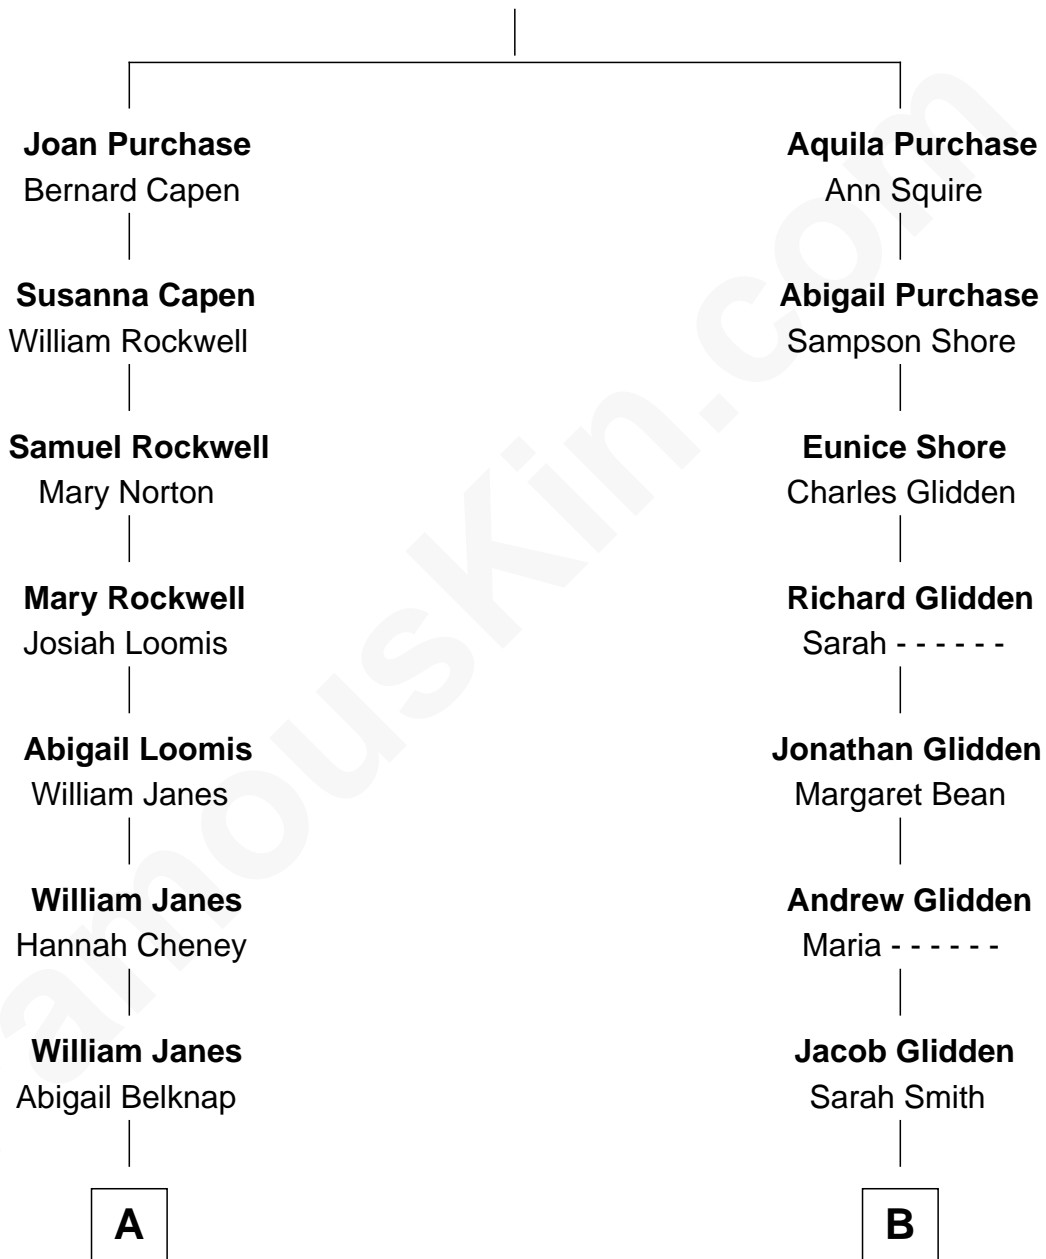 Joan Purchase
Bernard Capen
Susanna Capen
William Rockwell
Samuel Rockwell
Mary Norton
Mary Rockwell
Josiah Loomis
Abigail Loomis
William Janes
William Janes
Hannah Cheney
William Janes
Abigail Belknap
A
Aquila Purchase
Ann Squire
Abigail Purchase
Sampson Shore
Eunice Shore
Charles Glidden
Richard Glidden
Sarah - - - - - -
Jonathan Glidden
Margaret Bean
Andrew Glidden
Maria - - - - - -
Jacob Glidden
Sarah Smith
B
amouskin.com